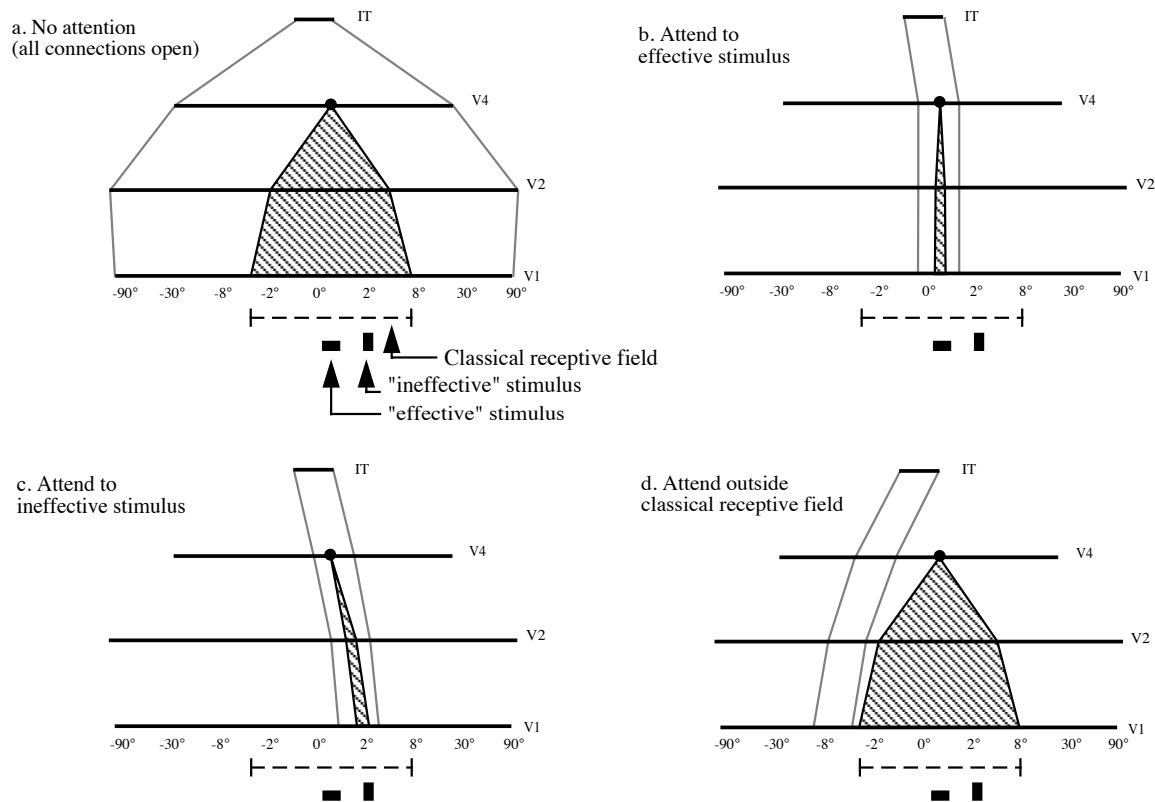 a. No attention
(all connections open)
IT
V4
V2
V1
-90° -30° -8° -2° 0° 2° 8° 30° 90°
Classical receptive field
"ineffective" stimulus
"effective" stimulus
b. Attend to
effective stimulus
IT
V4
V2
V1
-90° -30° -8° -2° 0° 2° 8° 30° 90°
c. Attend to
ineffective stimulus
IT
V4
V2
V1
-90° -30° -8° -2° 0° 2° 8° 30° 90°
d. Attend outside
classical receptive field
IT
V4
V2
V1
-90° -30° -8° -2° 0° 2° 8° 30° 90°